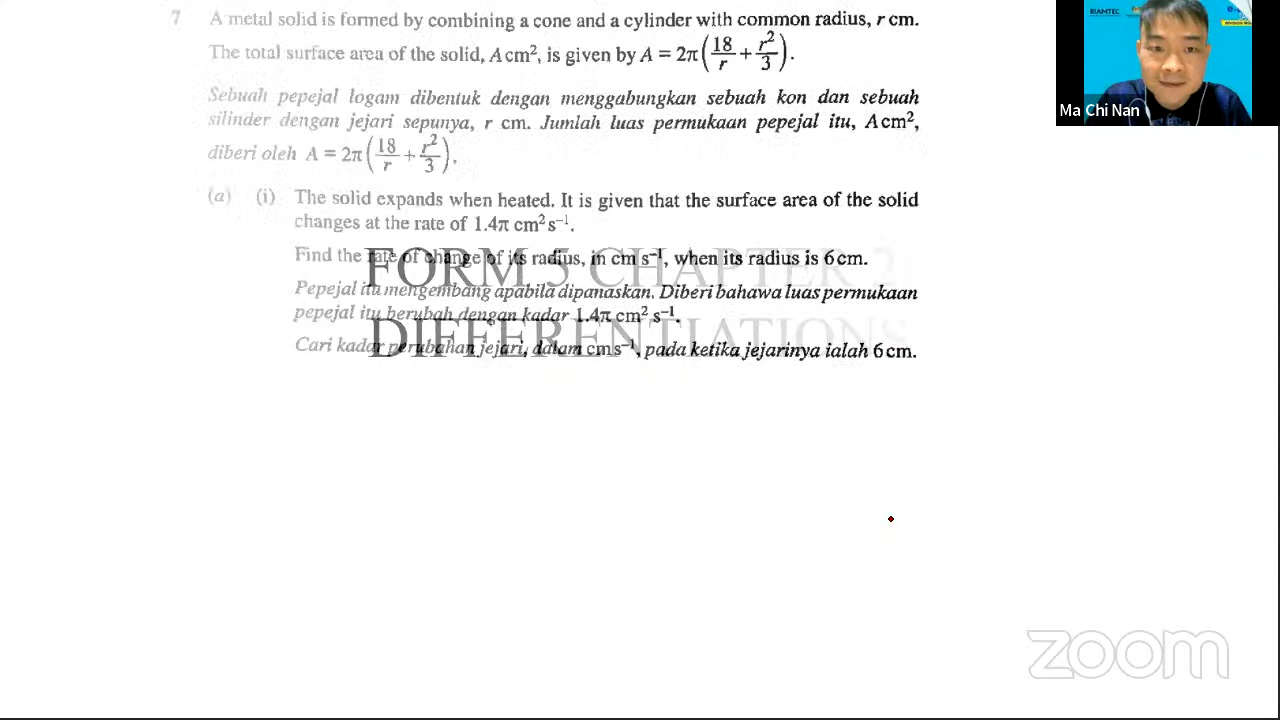 7 A metal solid is formed by combining a cone and a cylinder with common radius, r cm.
The total surface area of the solid, A cm², is given by A = 2π(18/r + r²/3).
Sebuah pepejal logam dibentuk dengan menggabungkan sebuah kon dan sebuah
silinder dengan jejari sepunya, r cm. Jumlah luas permukaan pepejal itu, A cm²,
diberi oleh A = 2π(18/r + r²/3).
(a) (i) The solid expands when heated. It is given that the surface area of the solid
changes at the rate of 1.4π cm² s⁻¹.
Find the rate of change of its radius, in cm s⁻¹, when its radius is 6 cm.
Pepejal itu mengembang apabila dipanaskan. Diberi bahawa luas permukaan
pepejal itu berubah dengan kadar 1.4π cm² s⁻¹.
Cari kadar perubahan jejari, dalam cm s⁻¹, pada ketika jejarinya ialah 6 cm.
FORM 5 CHAPTER 2
DIFFERENTIATIONS
BIAMTEC
Ma Chi Nan
zoom